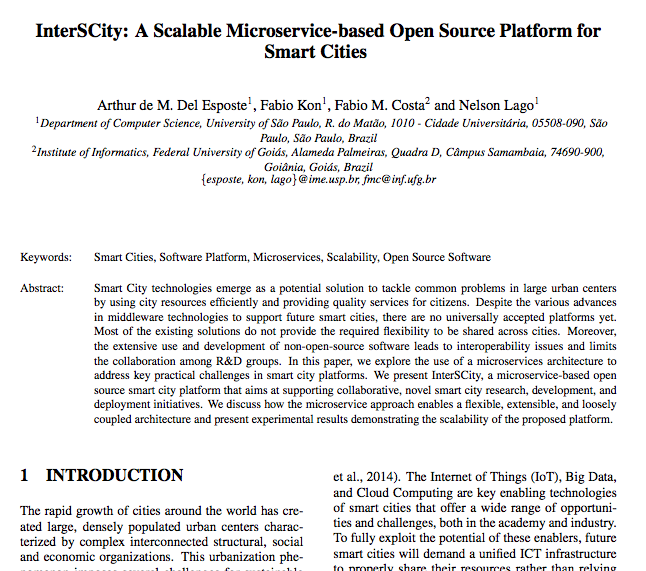 InterSCity: A Scalable Microservice-based Open Source Platform for
Smart Cities
Arthur de M. Del Esposte1, Fabio Kon1, Fabio M. Costa2 and Nelson Lago1
1Department of Computer Science, University of São Paulo, R. do Matão, 1010 - Cidade Universitária, 05508-090, São
Paulo, São Paulo, Brazil
2Institute of Informatics, Federal University of Goiás, Alameda Palmeiras, Quadra D, Câmpus Samambaia, 74690-900,
Goiânia, Goiás, Brazil
{esposte, kon, lago}@ime.usp.br, fmc@inf.ufg.br
Keywords: Smart Cities, Software Platform, Microservices, Scalability, Open Source Software
Abstract: Smart City technologies emerge as a potential solution to tackle common problems in large urban centers
by using city resources efficiently and providing quality services for citizens. Despite the various advances
in middleware technologies to support future smart cities, there are no universally accepted platforms yet.
Most of the existing solutions do not provide the required flexibility to be shared across cities. Moreover,
the extensive use and development of non-open-source software leads to interoperability issues and limits
the collaboration among R&D groups. In this paper, we explore the use of a microservices architecture to
address key practical challenges in smart city platforms. We present InterSCity, a microservice-based open
source smart city platform that aims at supporting collaborative, novel smart city research, development, and
deployment initiatives. We discuss how the microservice approach enables a flexible, extensible, and loosely
coupled architecture and present experimental results demonstrating the scalability of the proposed platform.
1 INTRODUCTION
The rapid growth of cities around the world has cre-
ated large, densely populated urban centers charac-
terized by complex interconnected structural, social
and economic organizations. This urbanization phe-
et al., 2014). The Internet of Things (IoT), Big Data,
and Cloud Computing are key enabling technologies
of smart cities that offer a wide range of opportuni-
ties and challenges, both in the academy and industry.
To fully exploit the potential of these enablers, future
smart cities will demand a unified ICT infrastructure
to properly share their resources rather than relying